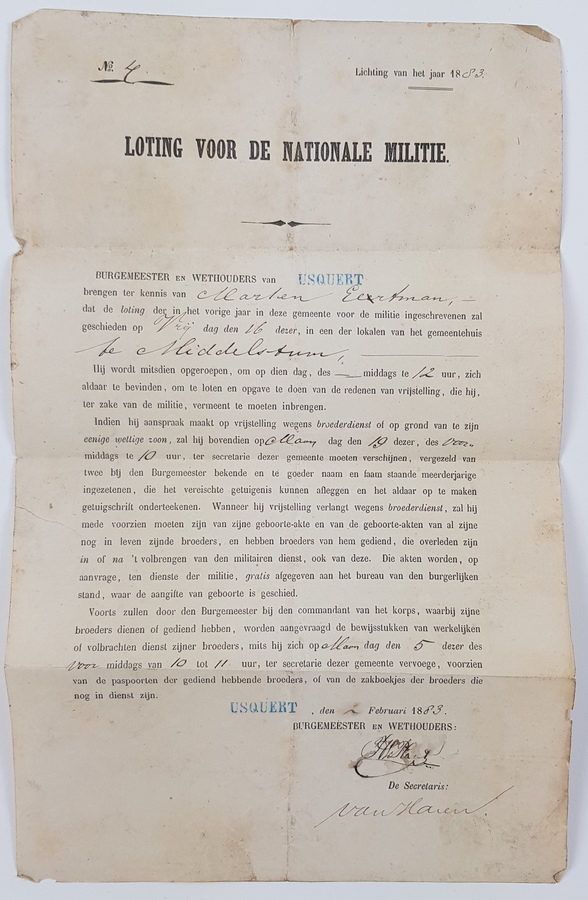 No. 4
Lichting van het jaar 1883.
LOTING VOOR DE NATIONALE MILITIE.
BURGEMEESTER EN WETHOUDERS van USQUERT
brengen ter kennis van Marten Eertman,
dat de loting der in het vorige jaar in deze gemeente voor de militie ingeschrevenen zal
geschieden op Vrij dag den 16 dezer, in een der lokalen van het gemeentehuis
te Middelstum,
Hij wordt mitsdien opgeroepen, om op dien dag, des — middags te 12 uur, zich
aldaar te bevinden, om te loten en opgave te doen van de redenen van vrijstelling, die hij,
ter zake van de militie, vermeent te moeten inbrengen.
Indien hij aanspraak maakt op vrijstelling wegens broederdienst of op grond van te zijn
eenige wettige zoon, zal hij bovendien op Maan dag den 19 dezer, des voor
middags te 10 uur, ter secretarie dezer gemeente moeten verschijnen, vergezeld van
twee bij den Burgemeester bekende en te goeder naam en faam staande meerderjarige
ingezetenen, die het vereischte getuigenis kunnen afleggen en het aldaar op te maken
getuigschrift onderteekenen. Wanneer hij vrijstelling verlangt wegens broederdienst, zal hij
mede voorzien moeten zijn van zijne geboorte-akte en van de geboorte-akten van al zijne
nog in leven zijnde broeders, en hebben broeders van hem gediend, die overleden zijn
in of na 't volbrengen van den militairen dienst, ook van deze. Die akten worden, op
aanvrage, ten dienste der militie, gratis afgegeven aan het bureau van den burgerlijken
stand, waar de aangifte van geboorte is geschied.
Voorts zullen door den Burgemeester bij den commandant van het korps, waarbij zijne
broeders dienen of gediend hebben, worden aangevraagd de bewijsstukken van werkelijken
of volbrachten dienst zijner broeders, mits hij zich op Maan dag den 5 dezer des
voor middags van 10 tot 11 uur, ter secretarie dezer gemeente vervoege, voorzien
van de paspoorten der gediend hebbende broeders, of van de zakboekjes der broeders die
nog in dienst zijn.
USQUERT, den 2 Februari 1883.
BURGEMEESTER EN WETHOUDERS:
De Secretaris:
van Haren.